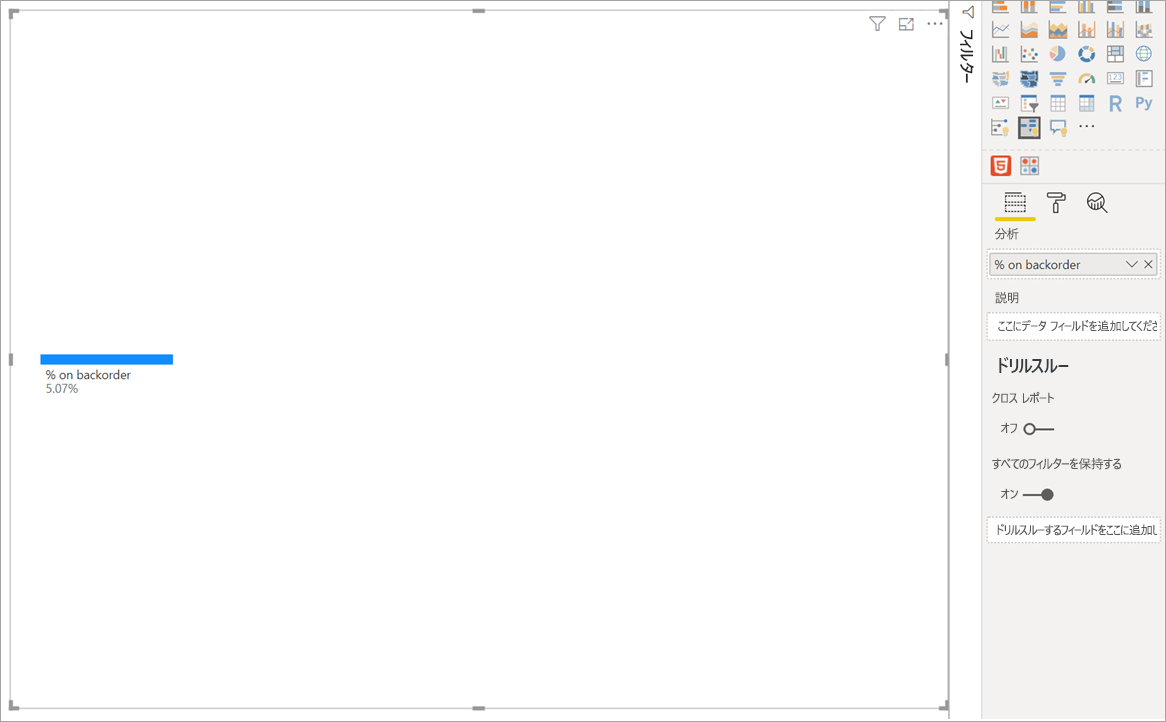 % on backorder
5.07%
フィルター
123
R
Py
5
分析
% on backorder
説明
ここにデータ フィールドを追加してくださ
ドリルスルー
クロス レポート
オフ
すべてのフィルターを保持する
オン
ドリルスルーするフィールドをここに追加し